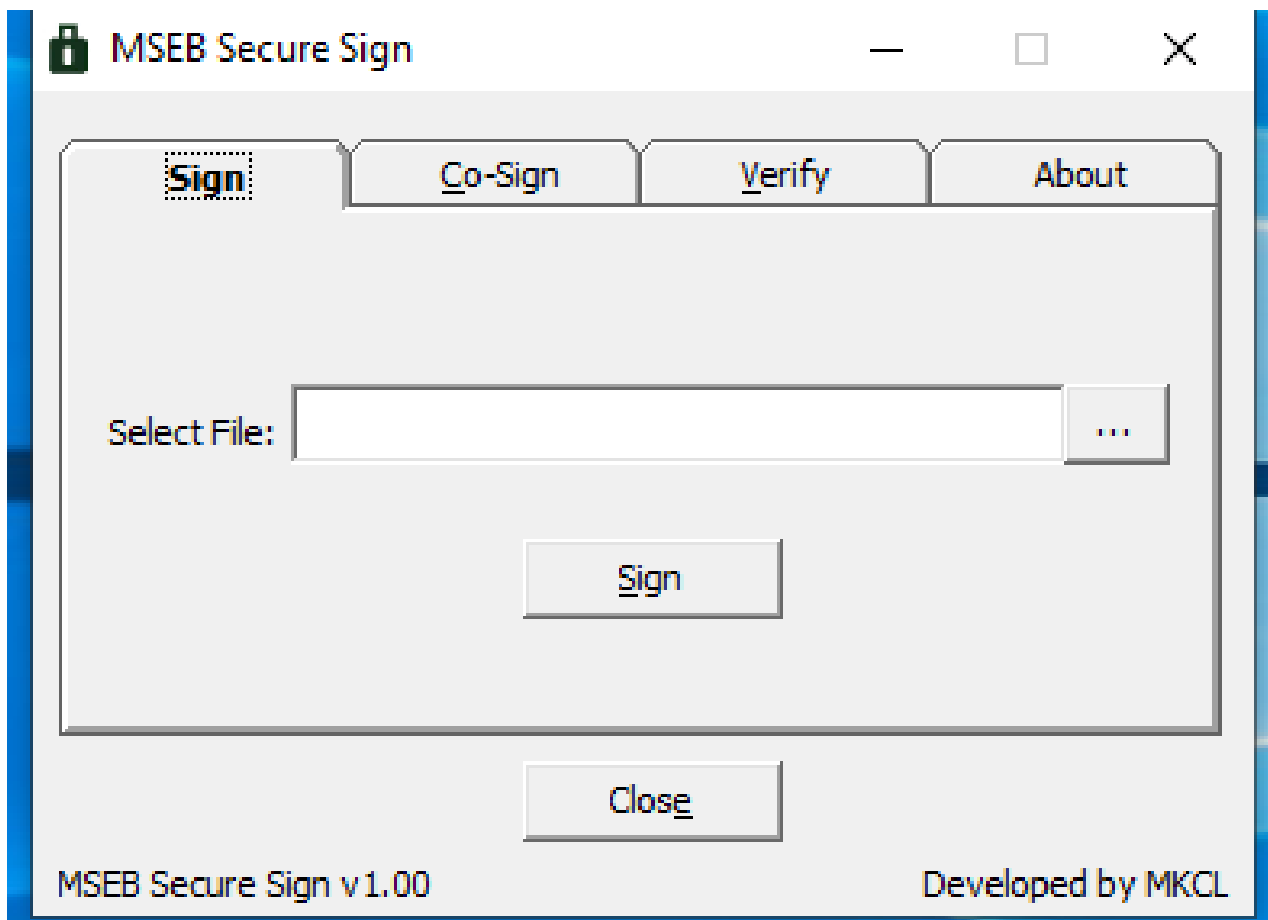 MSEB Secure Sign
Sign Co-Sign Verify About
Select File: ...
Sign
Close
MSEB Secure Sign v1.00 Developed by MKCL